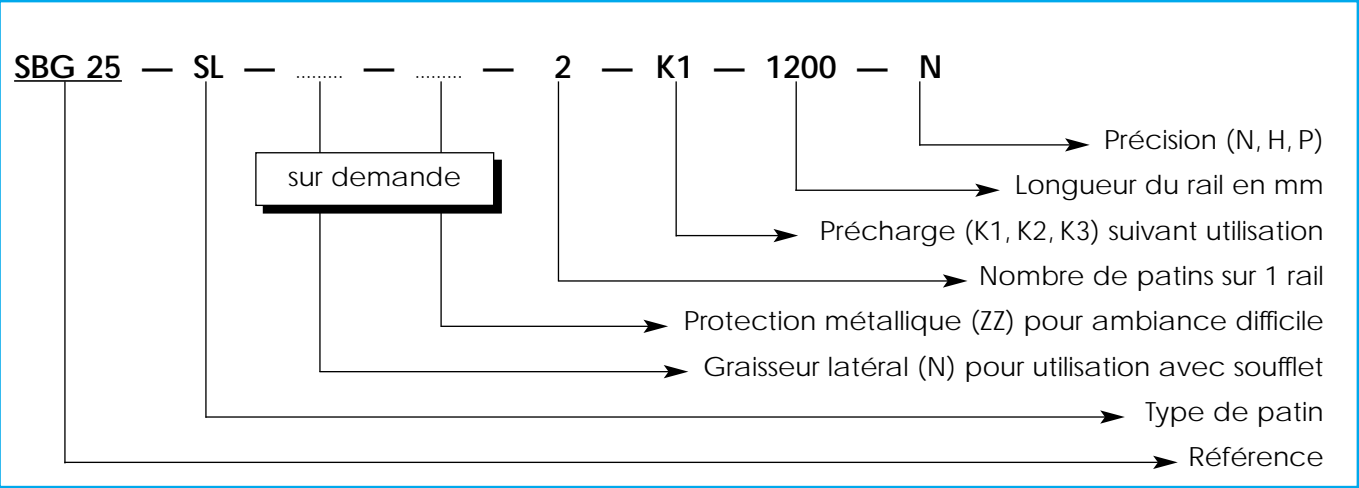 SBG 25 — SL — ......... — ......... — 2 — K1 — 1200 — N
Précision (N, H, P)
sur demande
Longueur du rail en mm
Précharge (K1, K2, K3) suivant utilisation
Nombre de patins sur 1 rail
Protection métallique (ZZ) pour ambiance difficile
Graisseur latéral (N) pour utilisation avec soufflet
Type de patin
Référence